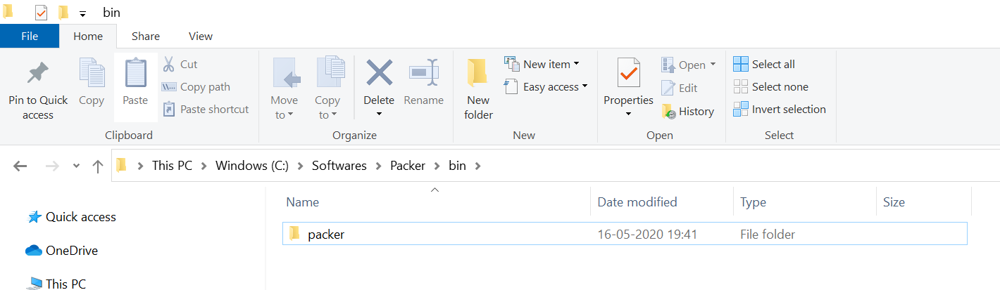 bin
File Home Share View
Pin to Quick access
Copy
Paste
Cut
Copy path
Paste shortcut
Clipboard
Move to
Copy to
Delete
Rename
Organize
New folder
New item
Easy access
New
Properties
Open
Edit
History
Open
Select all
Select none
Invert selection
Select
This PC Windows (C:) Softwares Packer bin
Name Date modified Type Size
Quick access
packer 16-05-2020 19:41 File folder
OneDrive
This PC